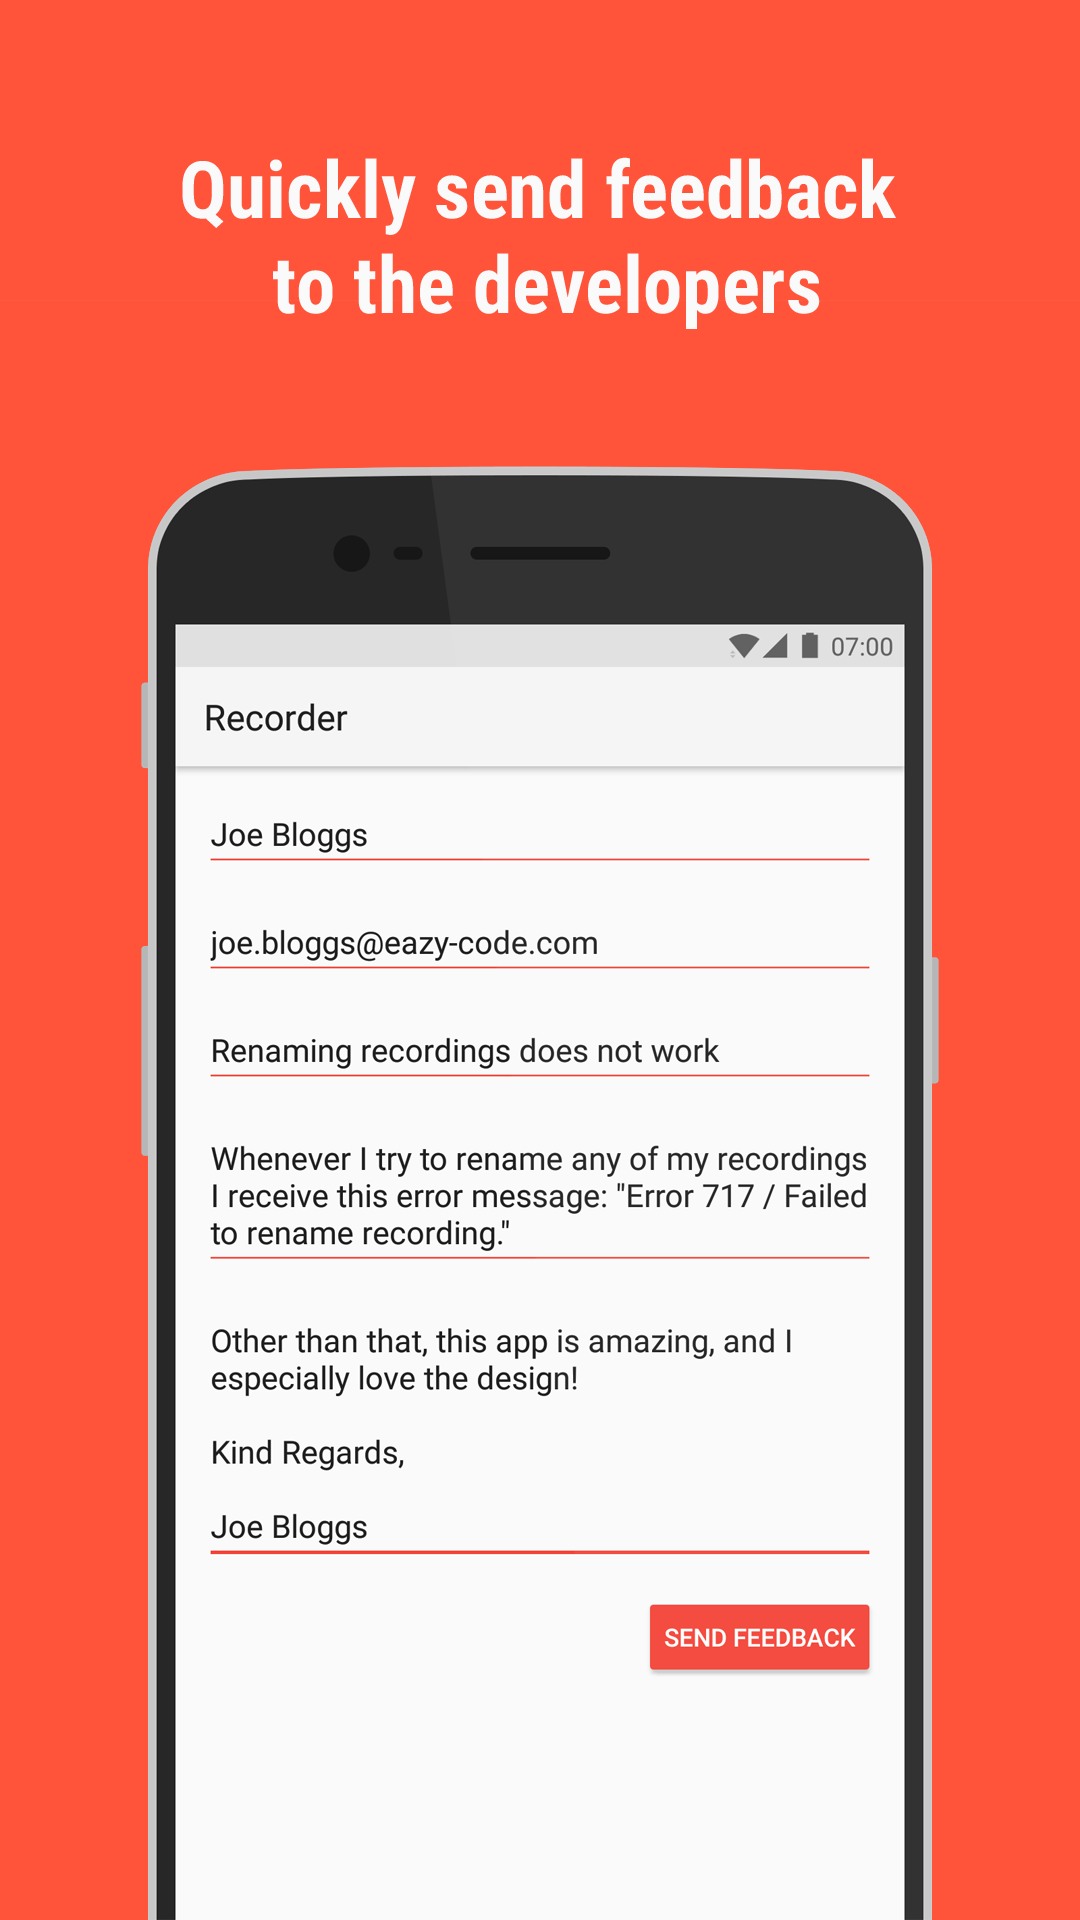 Quickly send feedback
to the developers
07:00
Recorder
Joe Bloggs
joe.bloggs@eazy-code.com
Renaming recordings does not work
Whenever I try to rename any of my recordings
I receive this error message: "Error 717 / Failed
to rename recording."
Other than that, this app is amazing, and I
especially love the design!
Kind Regards,
Joe Bloggs
SEND FEEDBACK